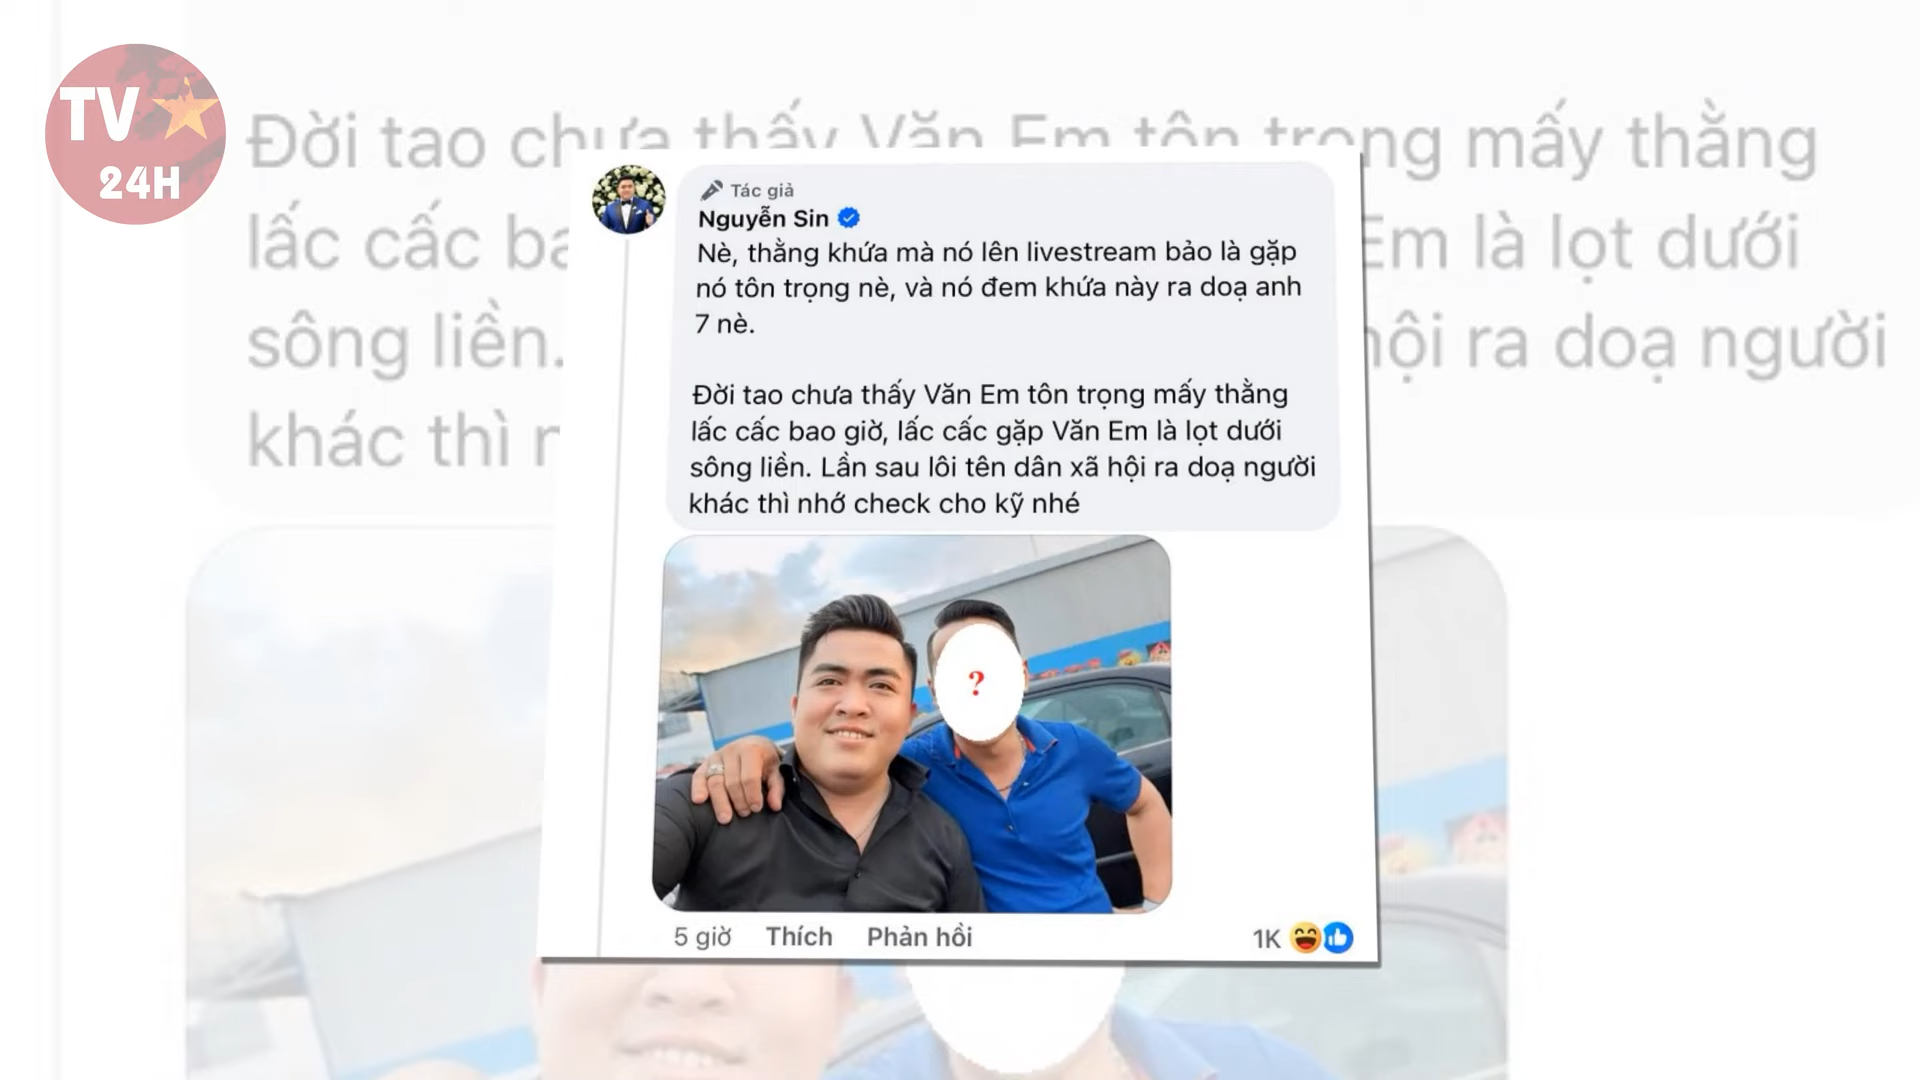 TV
24H
Đời tao chưa thấy Văn Em tôn trọng mấy thằng
lấc cấc
Em là lọt dưới
sông liền.
hội ra doạ người
khác thì
Tác giả
Nguyễn Sin
Nè, thằng khứa mà nó lên livestream bảo là gặp
nó tôn trọng nè, và nó đem khứa này ra doạ anh
7 nè.
Đời tao chưa thấy Văn Em tôn trọng mấy thằng
lấc cấc bao giờ, lấc cấc gặp Văn Em là lọt dưới
sông liền. Lần sau lôi tên dân xã hội ra doạ người
khác thì nhớ check cho kỹ nhé
?
5 giờ Thích Phản hồi 1K